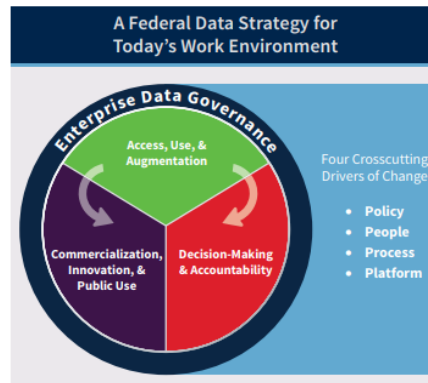 A Federal Data Strategy for
Today's Work Environment
Enterprise Data Governance
Access, Use, &
Augmentation
Commercialization,
Innovation, &
Public Use
Decision-Making
& Accountability
Four Crosscutting
Drivers of Change
• Policy
• People
• Process
• Platform